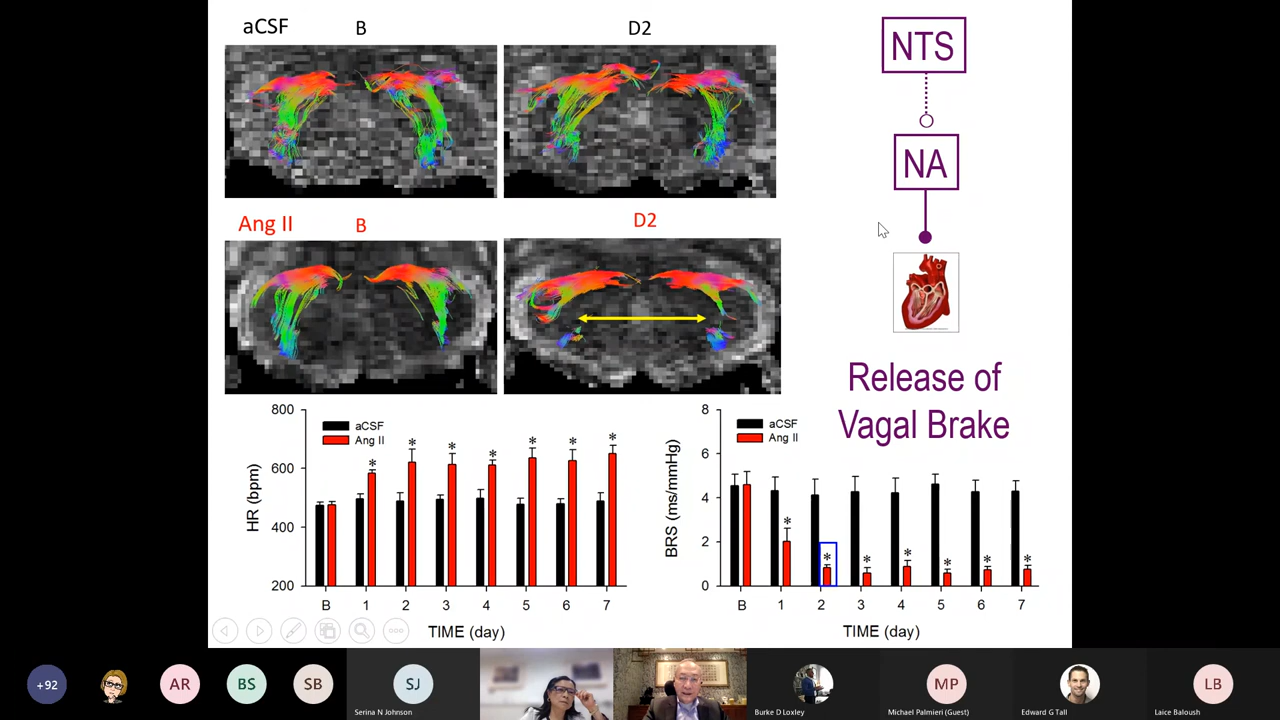 aCSF
B
D2
NTS
NA
Ang II
B
D2
Release of
Vagal Brake
800
600
400
200
HR (bpm)
aCSF
Ang II
*
*
*
*
*
*
*
B
1
2
3
4
5
6
7
TIME (day)
8
6
4
2
0
BRS (ms/mmHg)
aCSF
Ang II
*
*
*
*
*
*
*
B
1
2
3
4
5
6
7
TIME (day)
+92
AR
BS
SB
SJ
Serina N Johnson
Burke D Loxley
MP
Michael Palmieri (Guest)
Edward G Tall
LB
Laice Baloush